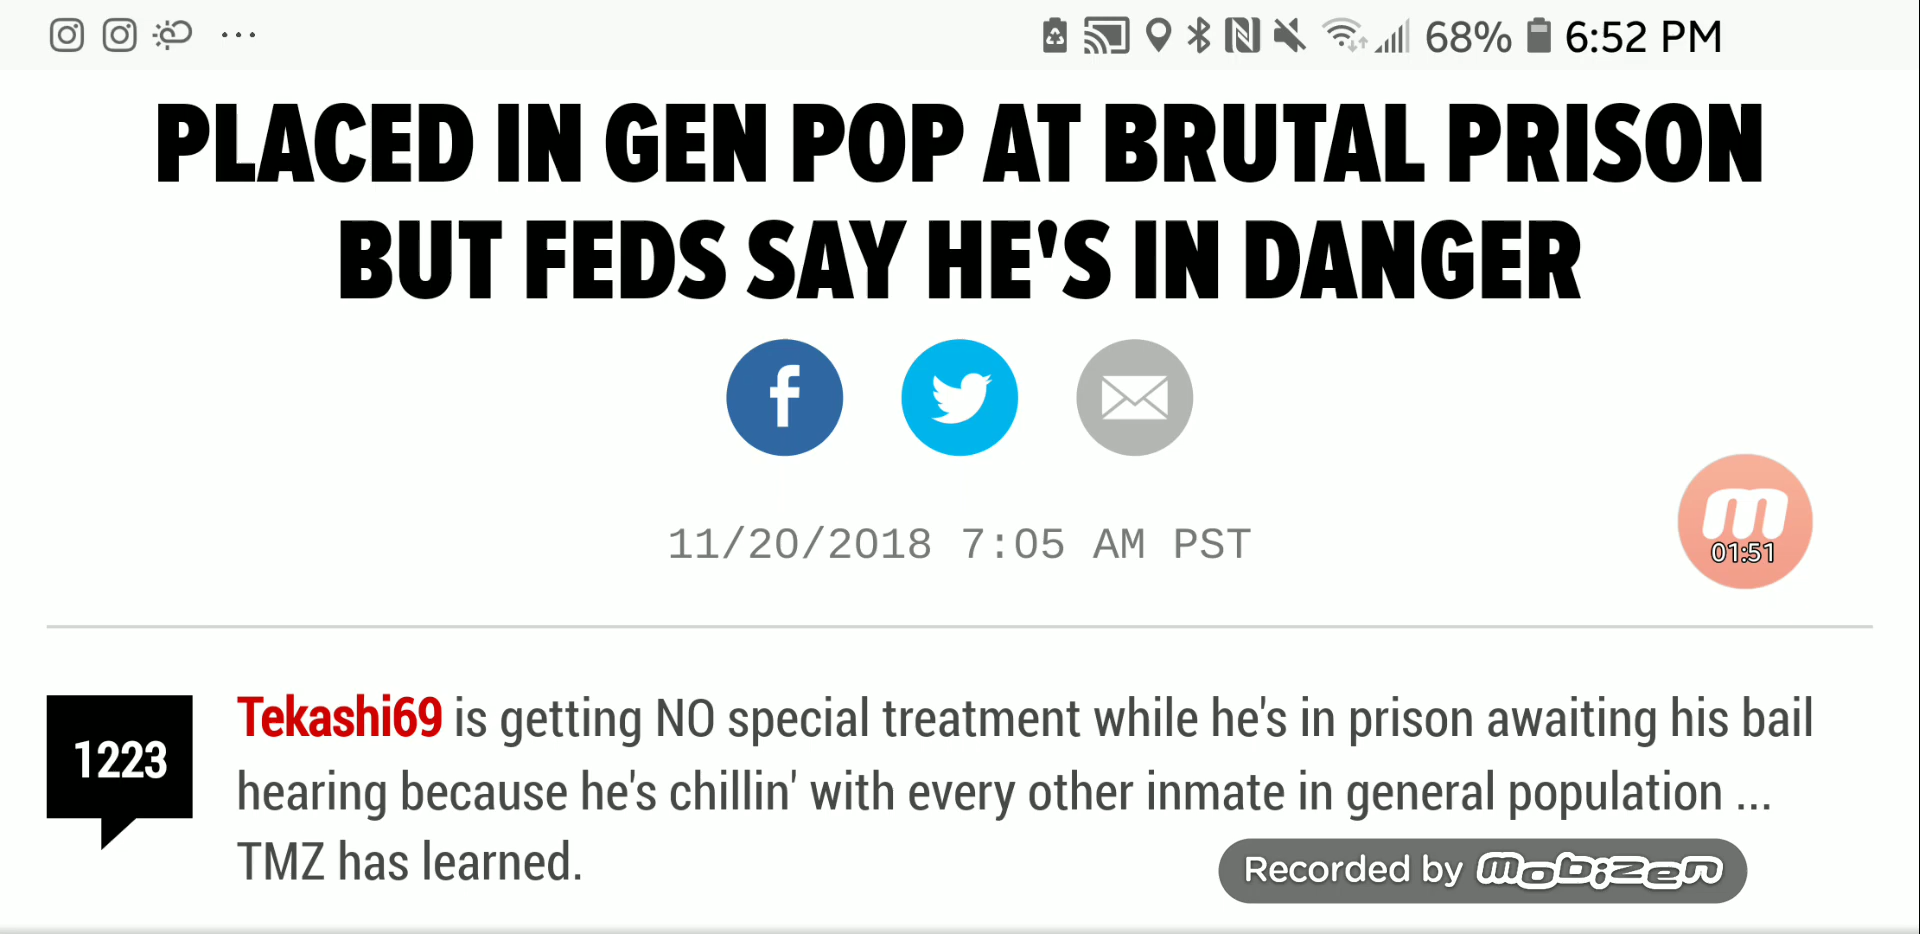 68% 6:52 PM
PLACED IN GEN POP AT BRUTAL PRISON
BUT FEDS SAY HE'S IN DANGER
11/20/2018 7:05 AM PST
01:51
1223
Tekashi69 is getting NO special treatment while he's in prison awaiting his bail
hearing because he's chillin' with every other inmate in general population ...
TMZ has learned.
Recorded by mobizen